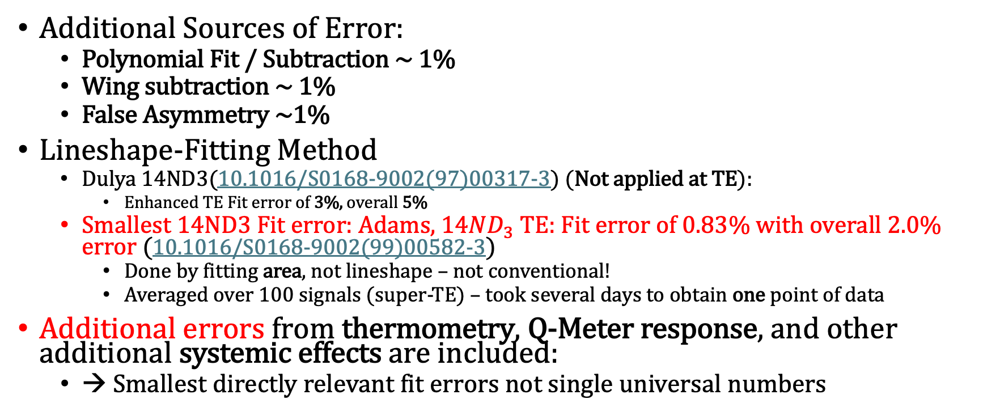 • Additional Sources of Error:
• Polynomial Fit / Subtraction ~ 1%
• Wing subtraction ~ 1%
• False Asymmetry ~1%
• Lineshape-Fitting Method
• Dulya 14ND3(10.1016/S0168-9002(97)00317-3) (Not applied at TE):
• Enhanced TE Fit error of 3%, overall 5%
• Smallest 14ND3 Fit error: Adams, 14ND₃ TE: Fit error of 0.83% with overall 2.0%
error (10.1016/S0168-9002(99)00582-3)
• Done by fitting area, not lineshape – not conventional!
• Averaged over 100 signals (super-TE) – took several days to obtain one point of data
• Additional errors from thermometry, Q-Meter response, and other
additional systemic effects are included:
• → Smallest directly relevant fit errors not single universal numbers